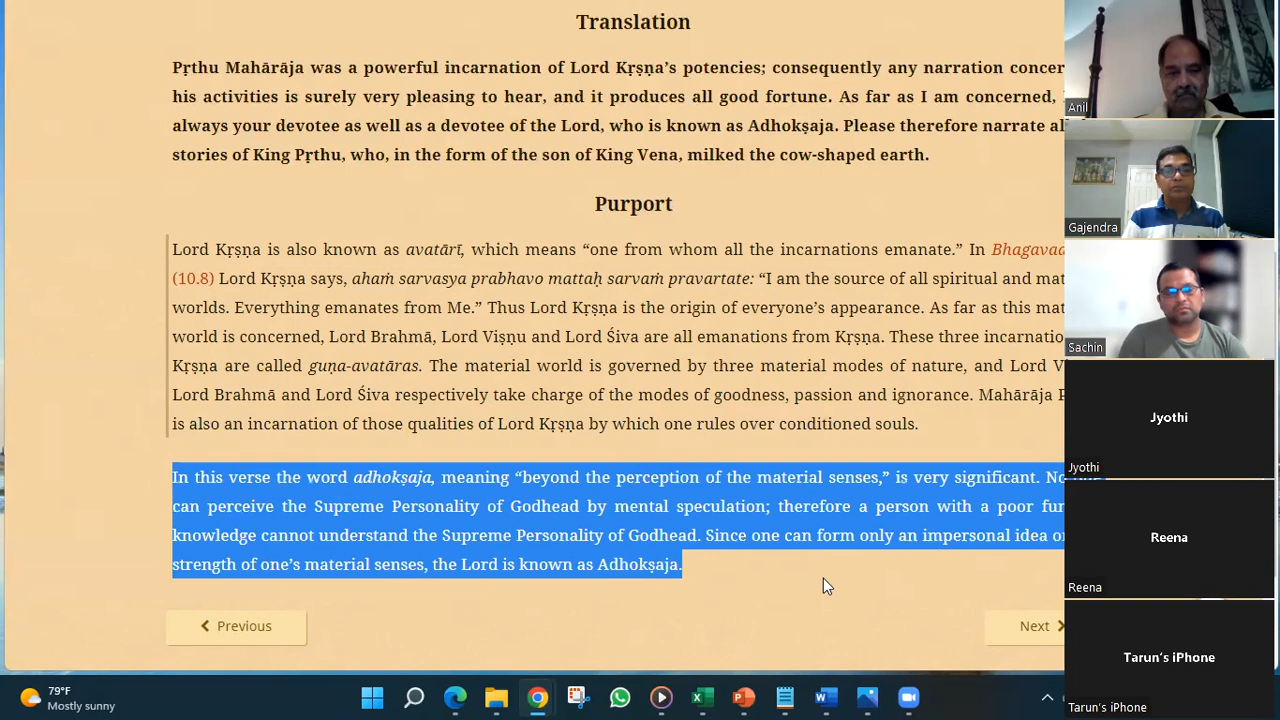 Translation
Pṛthu Mahārāja was a powerful incarnation of Lord Kṛṣṇa’s potencies; consequently any narration concer
his activities is surely very pleasing to hear, and it produces all good fortune. As far as I am concerned,
always your devotee as well as a devotee of the Lord, who is known as Adhokṣaja. Please therefore narrate al
stories of King Pṛthu, who, in the form of the son of King Vena, milked the cow-shaped earth.
Purport
Lord Kṛṣṇa is also known as avatārī, which means “one from whom all the incarnations emanate.” In Bhagavad
(10.8) Lord Kṛṣṇa says, ahaṁ sarvasya prabhavo mattaḥ sarvaṁ pravartate: “I am the source of all spiritual and mat
worlds. Everything emanates from Me.” Thus Lord Kṛṣṇa is the origin of everyone’s appearance. As far as this mat
world is concerned, Lord Brahmā, Lord Viṣṇu and Lord Śiva are all emanations from Kṛṣṇa. These three incarnatio
Kṛṣṇa are called guṇa-avatāras. The material world is governed by three material modes of nature, and Lord V
Lord Brahmā and Lord Śiva respectively take charge of the modes of goodness, passion and ignorance. Mahārāja P
is also an incarnation of those qualities of Lord Kṛṣṇa by which one rules over conditioned souls.
In this verse the word adhokṣaja, meaning “beyond the perception of the material senses,” is very significant. No
can perceive the Supreme Personality of Godhead by mental speculation; therefore a person with a poor fu
knowledge cannot understand the Supreme Personality of Godhead. Since one can form only an impersonal idea o
strength of one’s material senses, the Lord is known as Adhokṣaja.
Previous
Next
Anil
Gajendra
Sachin
Jyothi
Jyothi
Reena
Reena
Tarun’s iPhone
Tarun’s iPhone
79°F
Mostly sunny